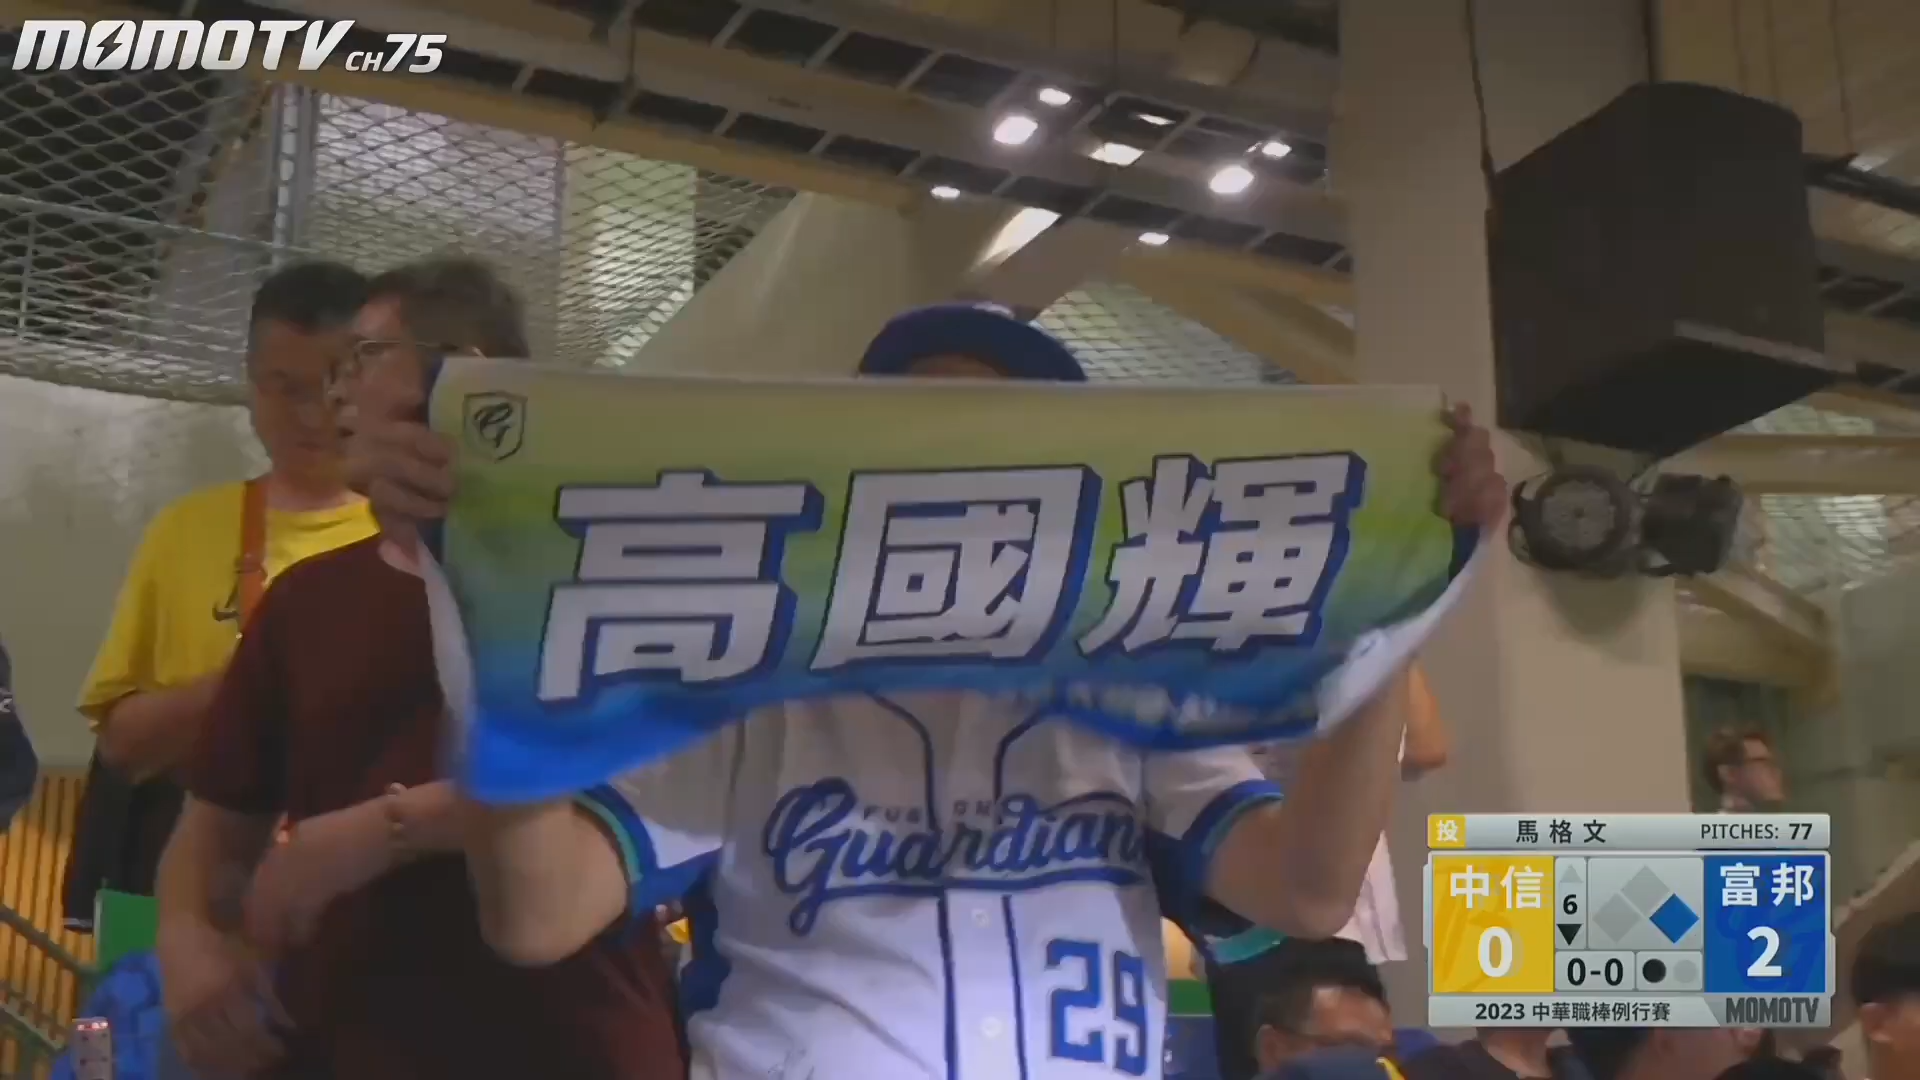 MOMOTV CH75
高國輝
FUBON
Guardians
29
投 馬格文 PITCHES: 77
中信 0
6
0-0
富邦 2
2023 中華職棒例行賽 MOMOTV